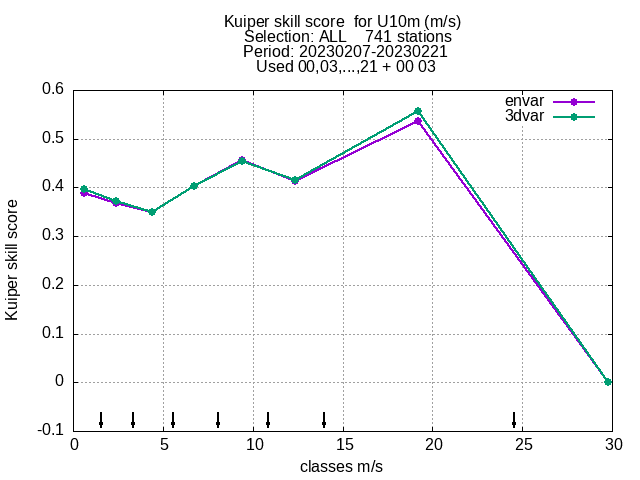 Kuiper skill score  for U10m (m/s)
Selection: ALL    741 stations
Period: 20230207-20230221
Used 00,03,...,21 + 00 03
envar
3dvar
0.6
0.5
0.4
0.3
0.2
0.1
0
-0.1
Kuiper skill score
0 5 10 15 20 25 30
classes m/s